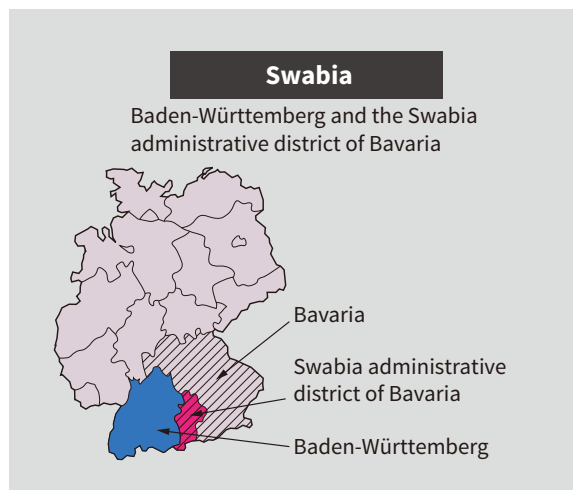 Swabia
Baden-Württemberg and the Swabia
administrative district of Bavaria
Bavaria
Swabia administrative
district of Bavaria
Baden-Württemberg